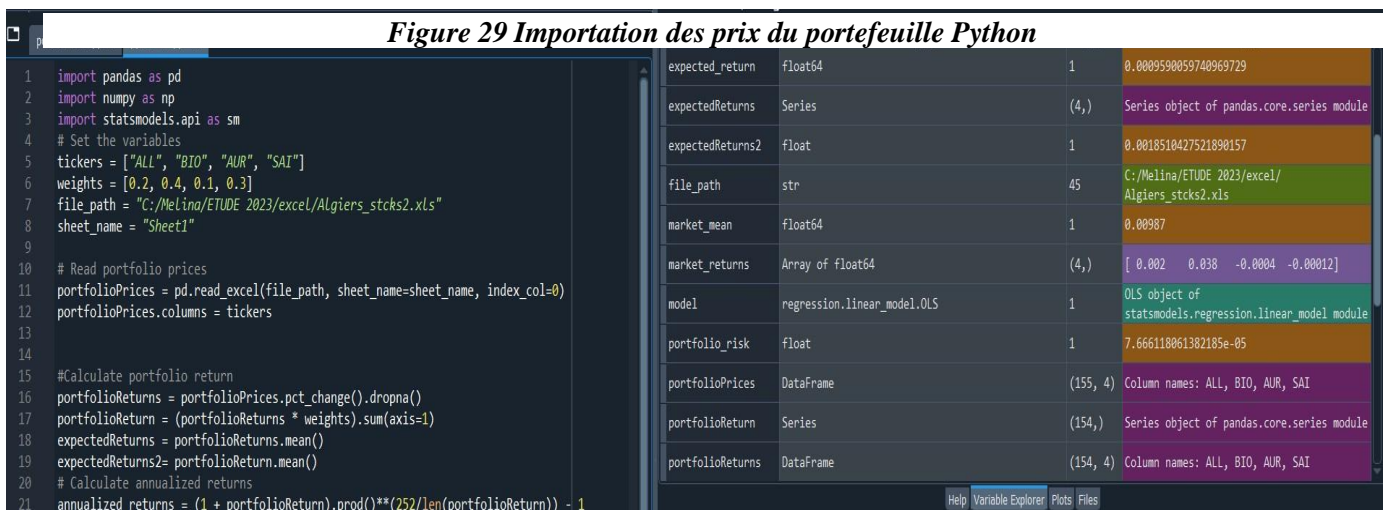 Figure 29 Importation des prix du portefeuille Python
1 import pandas as pd
2 import numpy as np
3 import statsmodels.api as sm
4 # Set the variables
5 tickers = ["ALL", "BIO", "AUR", "SAI"]
6 weights = [0.2, 0.4, 0.1, 0.3]
7 file_path = "C:/Melina/ETUDE 2023/excel/Algiers_stcks2.xls"
8 sheet_name = "Sheet1"
9
10 # Read portfolio prices
11 portfolioPrices = pd.read_excel(file_path, sheet_name=sheet_name, index_col=0)
12 portfolioPrices.columns = tickers
13
14
15 #Calculate portfolio return
16 portfolioReturns = portfolioPrices.pct_change().dropna()
17 portfolioReturn = (portfolioReturns * weights).sum(axis=1)
18 expectedReturns = portfolioReturns.mean()
19 expectedReturns2= portfolioReturn.mean()
20 # Calculate annualized returns
21 annualized_returns = (1 + portfolioReturn).prod()**(252/len(portfolioReturn)) - 1
expected_return float64 1 0.0009590059740969729
expectedReturns Series (4,) Series object of pandas.core.series module
expectedReturns2 float 1 0.0018510427521890157
file_path str 45 C:/Melina/ETUDE 2023/excel/
Algiers_stcks2.xls
market_mean float64 1 0.00987
market_returns Array of float64 (4,) [ 0.002 0.038 -0.0004 -0.00012]
model regression.linear_model.OLS 1 OLS object of
statsmodels.regression.linear_model module
portfolio_risk float 1 7.666118061382185e-05
portfolioPrices DataFrame (155, 4) Column names: ALL, BIO, AUR, SAI
portfolioReturn Series (154,) Series object of pandas.core.series module
portfolioReturns DataFrame (154, 4) Column names: ALL, BIO, AUR, SAI
Help Variable Explorer Plots Files